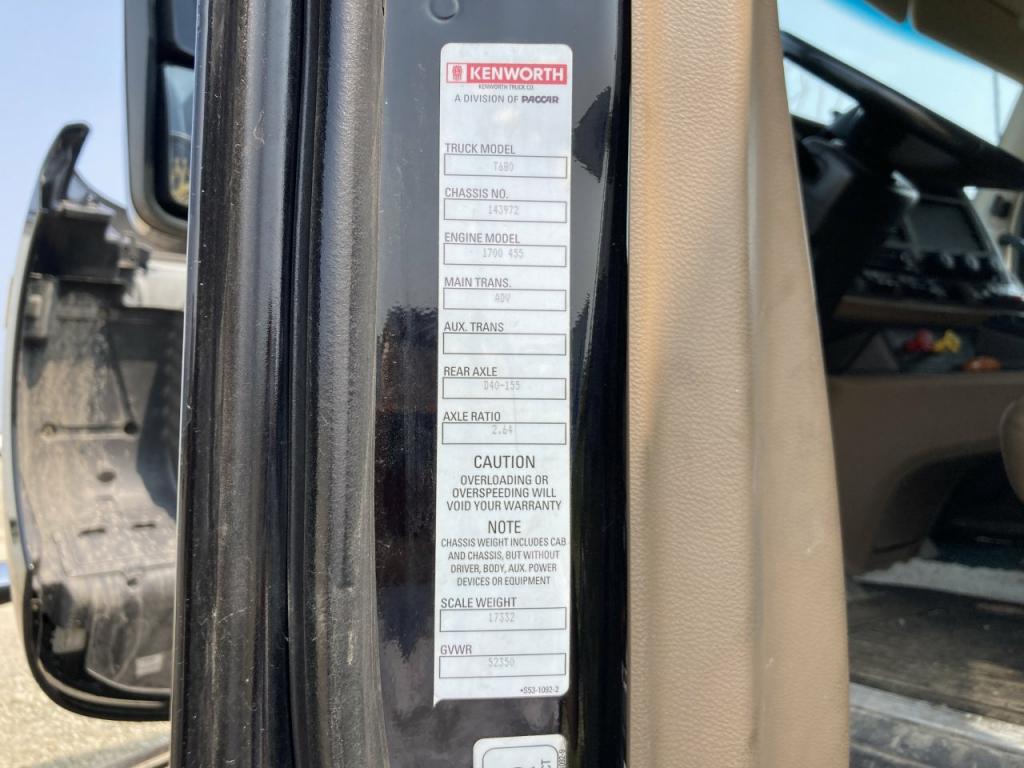 KENWORTH
KENWORTH TRUCK CO.
A DIVISION OF PACCAR
TRUCK MODEL
T680
CHASSIS NO.
143972
ENGINE MODEL
1700 455
MAIN TRANS.
ADV
AUX. TRANS
REAR AXLE
D40-155
AXLE RATIO
2.64
CAUTION
OVERLOADING OR
OVERSPEEDING WILL
VOID YOUR WARRANTY
NOTE
CHASSIS WEIGHT INCLUDES CAB
AND CHASSIS, BUT WITHOUT
DRIVER, BODY, AUX. POWER
DEVICES OR EQUIPMENT
SCALE WEIGHT
17332
GVWR
52350
*S53-1092-2